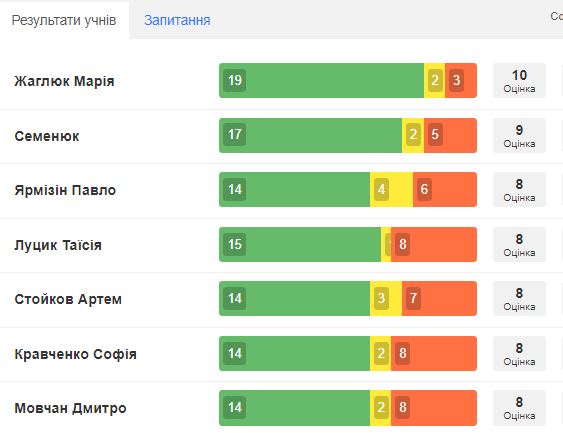 Результати учнів Запитання
Жаглюк Марія 19 2 3 10 Оцінка
Семенюк 17 2 5 9 Оцінка
Ярмізін Павло 14 4 6 8 Оцінка
Луцик Таїсія 15 8 8 Оцінка
Стойков Артем 14 3 7 8 Оцінка
Кравченко Софія 14 2 8 8 Оцінка
Мовчан Дмитро 14 2 8 8 Оцінка